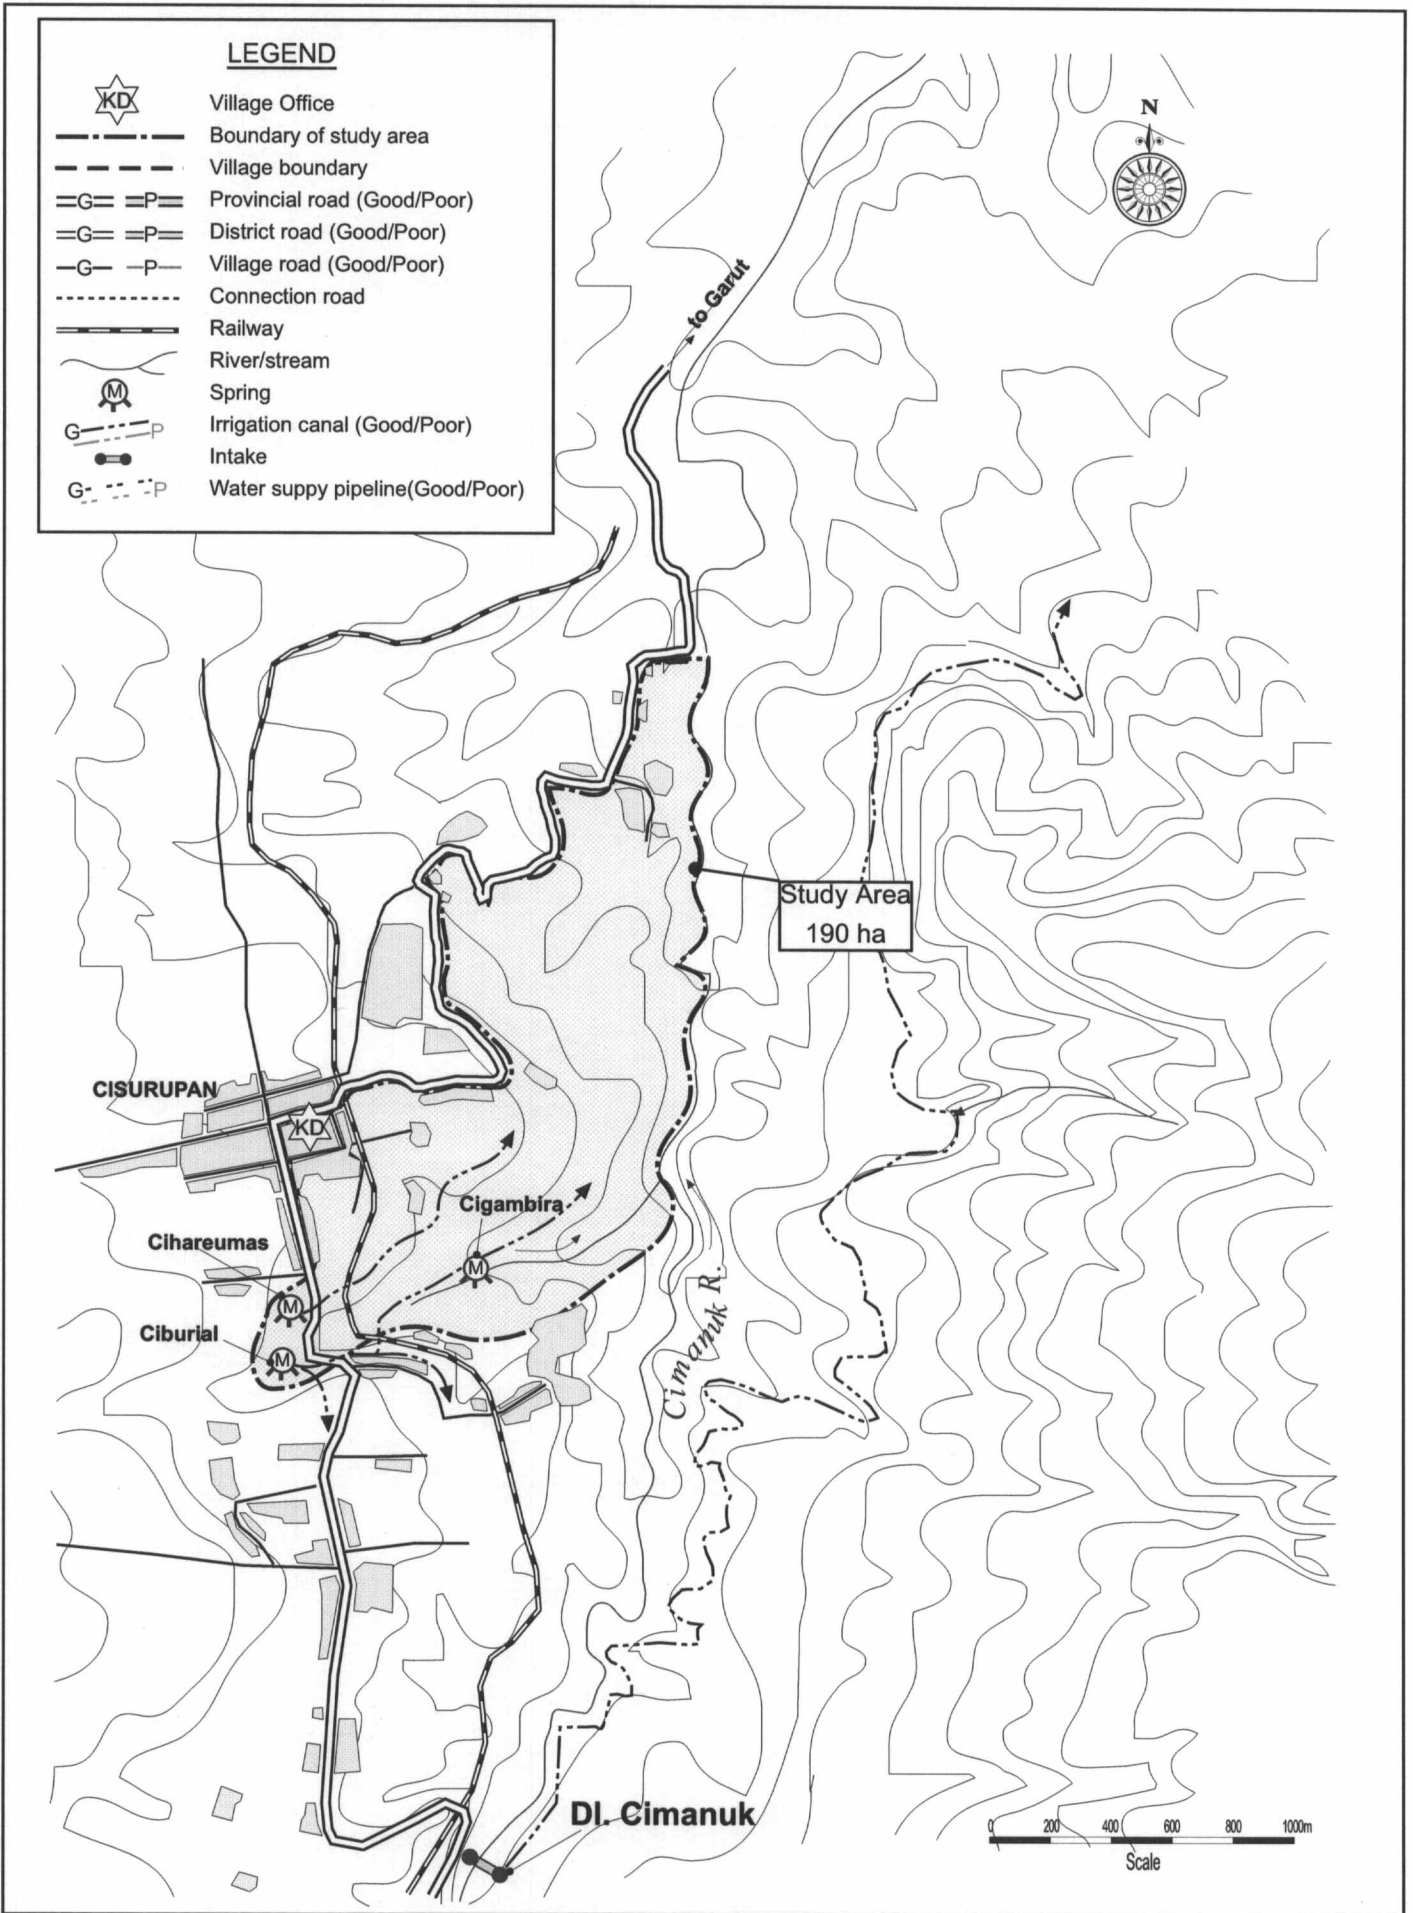 LEGEND
KD Village Office
Boundary of study area
Village boundary
G P Provincial road (Good/Poor)
G P District road (Good/Poor)
G P Village road (Good/Poor)
Connection road
Railway
River/stream
M Spring
G P Irrigation canal (Good/Poor)
Intake
G P Water suppy pipeline(Good/Poor)
N
to Garut
Study Area
190 ha
CISURUPAN
KD
Cigambira
M
Cihareumas
M
Ciburial
M
Cimanuk R.
DI. Cimanuk
0 200 400 600 800 1000m
Scale